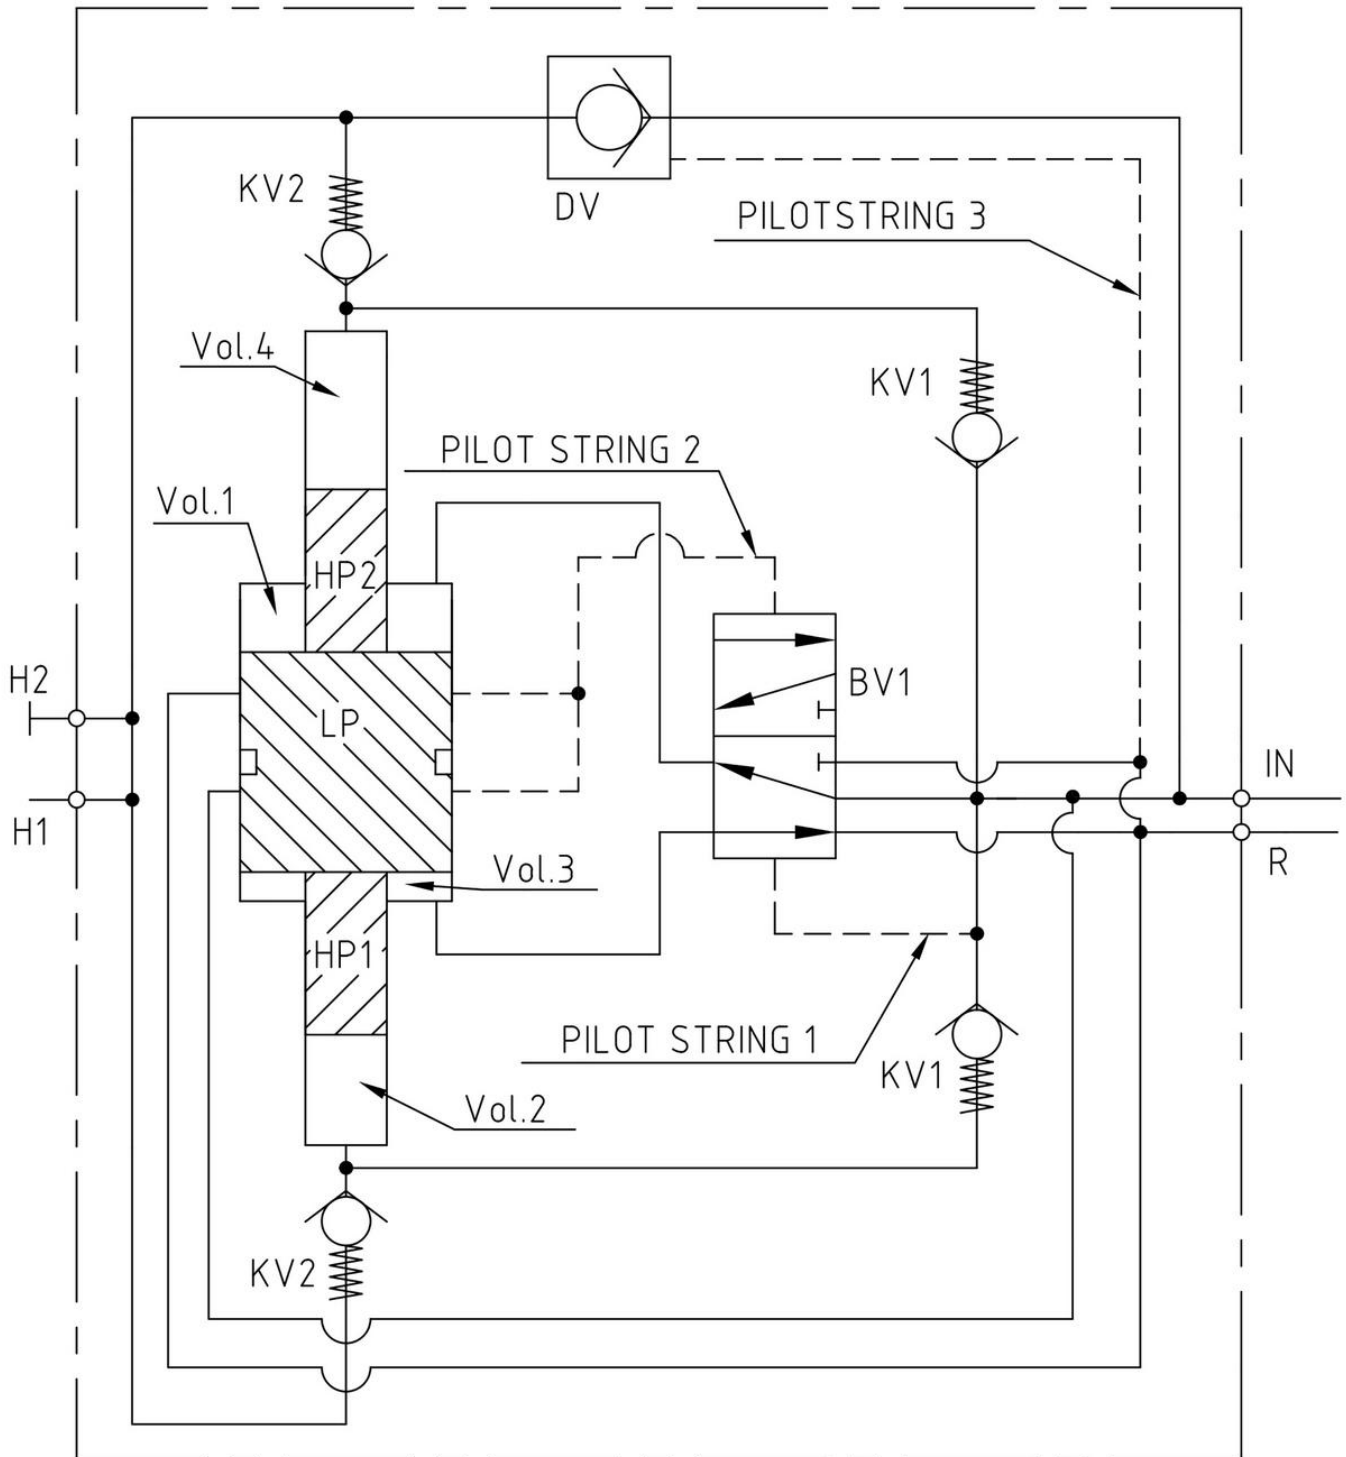 KV2
DV
PILOTSTRING 3
Vol.4
KV1
PILOT STRING 2
Vol.1
HP2
H2
BV1
LP
IN
H1
R
Vol.3
HP1
PILOT STRING 1
KV1
Vol.2
KV2